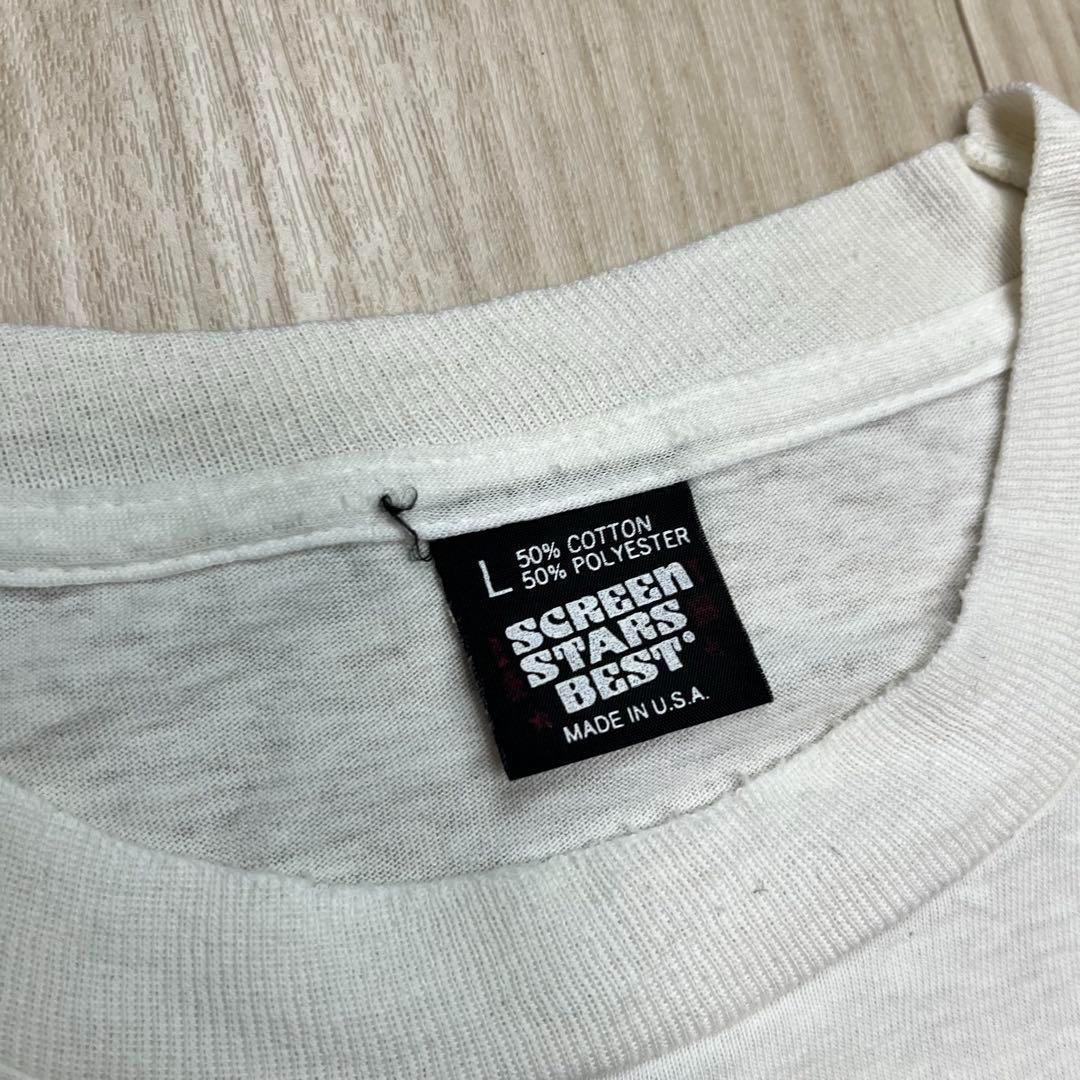 L 50% COTTON
50% POLYESTER
SCREEN
STARS
BEST®
MADE IN U.S.A.